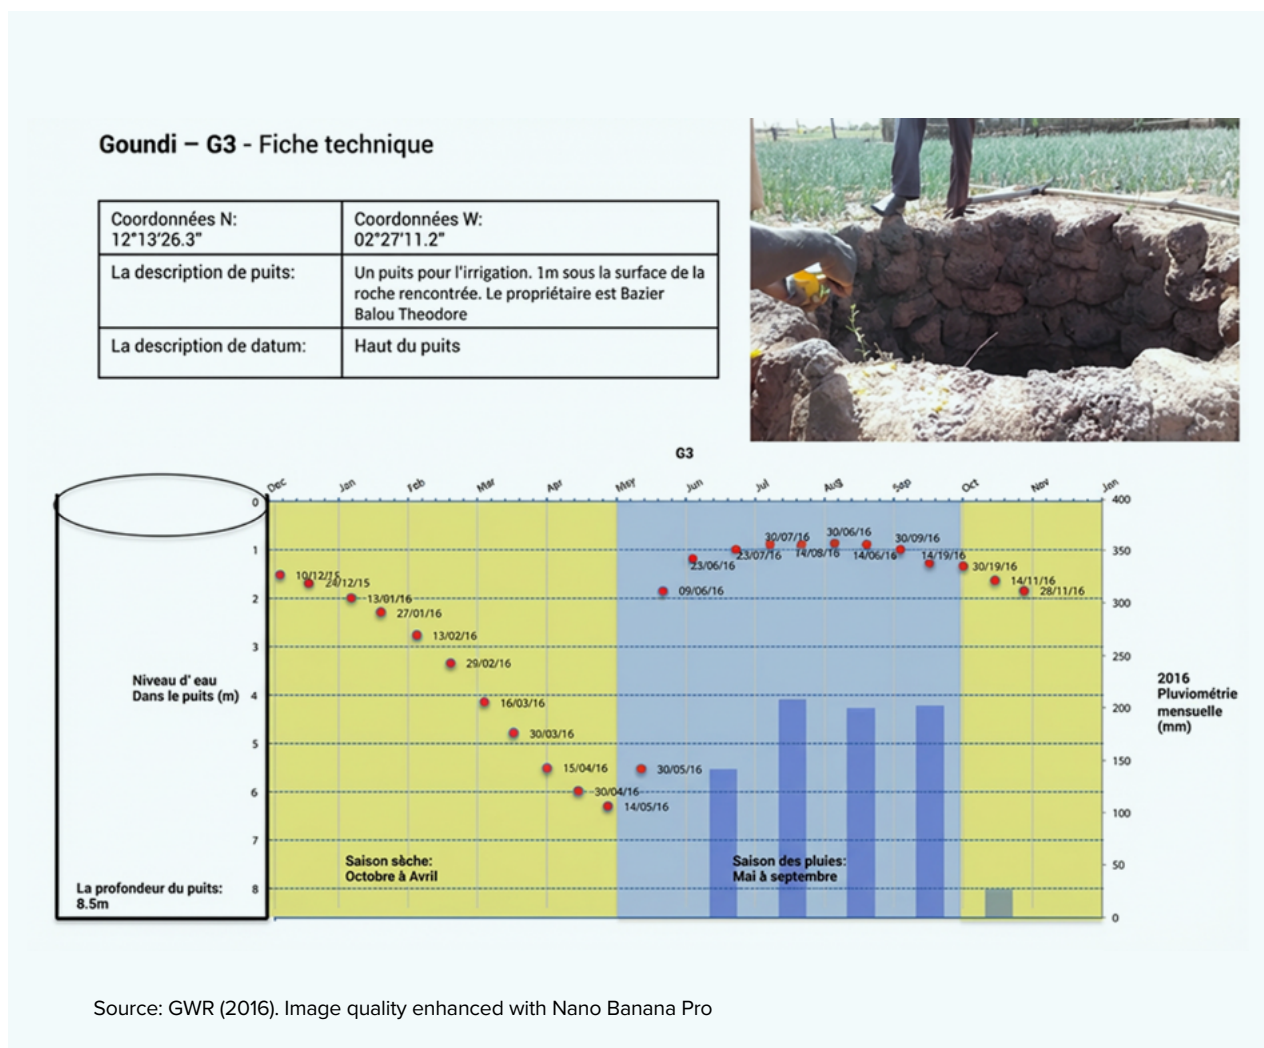 Goundi – G3 - Fiche technique
Coordonnées N:
12°13'26.3"
Coordonnées W:
02°27'11.2"
La description de puits:
Un puits pour l'irrigation. 1m sous la surface de la
roche rencontrée. Le propriétaire est Bazier
Balou Theodore
La description de datum:
Haut du puits
G3
Dec Jan Feb Mar Apr May Jun Jul Aug Sep Oct Nov Jan
0
1
2
3
4
5
6
7
8
Niveau d' eau
Dans le puits (m)
La profondeur du puits:
8.5m
10/12/15
24/12/15
13/01/16
27/01/16
13/02/16
29/02/16
16/03/16
30/03/16
15/04/16
30/04/16
14/05/16
30/05/16
09/06/16
23/06/16
23/07/16
30/07/16
14/08/16
30/06/16
14/06/16
30/09/16
14/19/16
30/19/16
14/11/16
28/11/16
Saison sèche:
Octobre à Avril
Saison des pluies:
Mai à septembre
400
350
300
250
200
150
100
50
0
2016
Pluviométrie
mensuelle
(mm)
Source: GWR (2016). Image quality enhanced with Nano Banana Pro